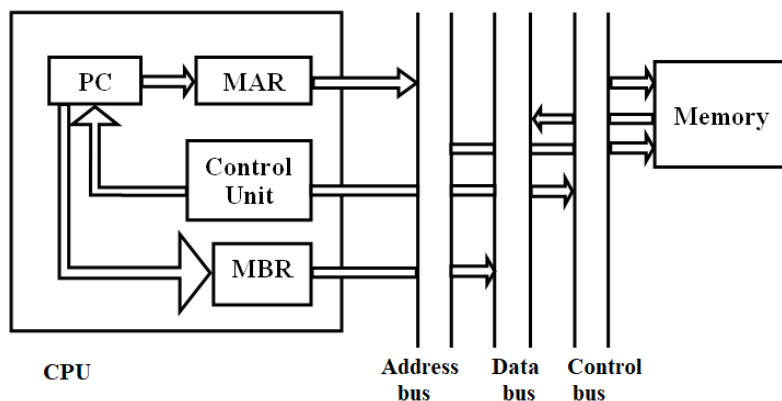 PC
MAR
Memory
Control
Unit
MBR
CPU
Address
bus
Data
bus
Control
bus